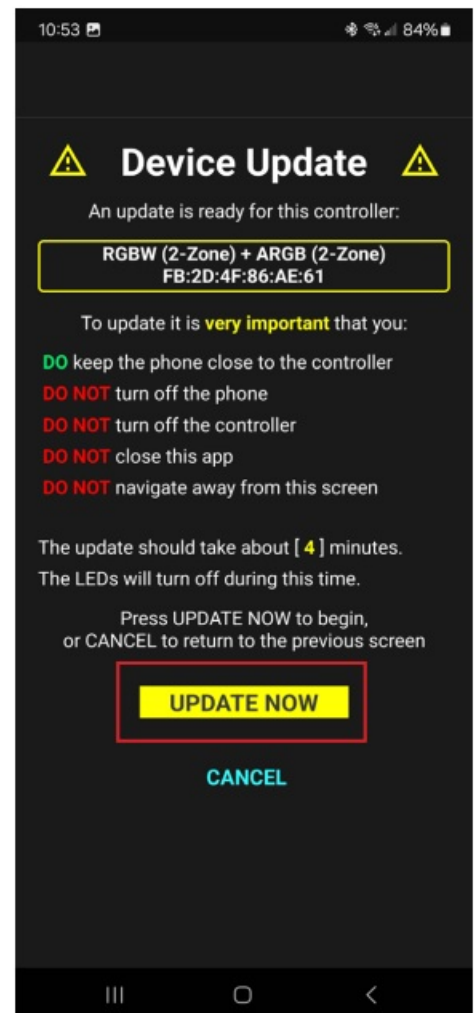 10:53 84%
Device Update
An update is ready for this controller:
RGBW (2-Zone) + ARGB (2-Zone)
FB:2D:4F:86:AE:61
To update it is very important that you:
DO keep the phone close to the controller
DO NOT turn off the phone
DO NOT turn off the controller
DO NOT close this app
DO NOT navigate away from this screen
The update should take about [ 4 ] minutes.
The LEDs will turn off during this time.
Press UPDATE NOW to begin,
or CANCEL to return to the previous screen
UPDATE NOW
CANCEL